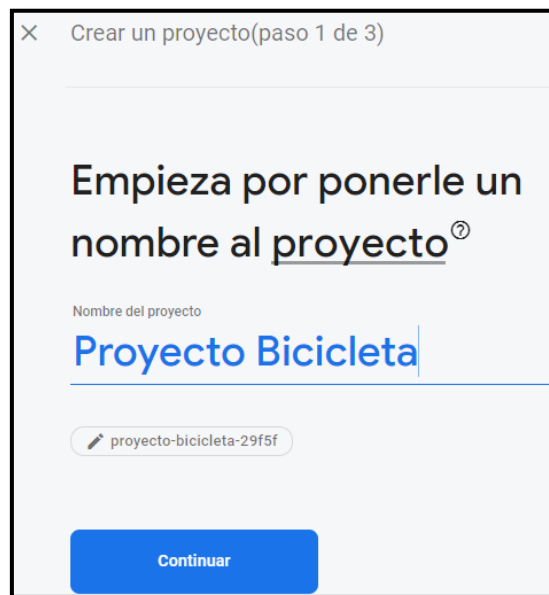 Crear un proyecto(paso 1 de 3)
Empieza por ponerle un
nombre al proyecto
Nombre del proyecto
Proyecto Bicicleta
proyecto-bicicleta-29f5f
Continuar